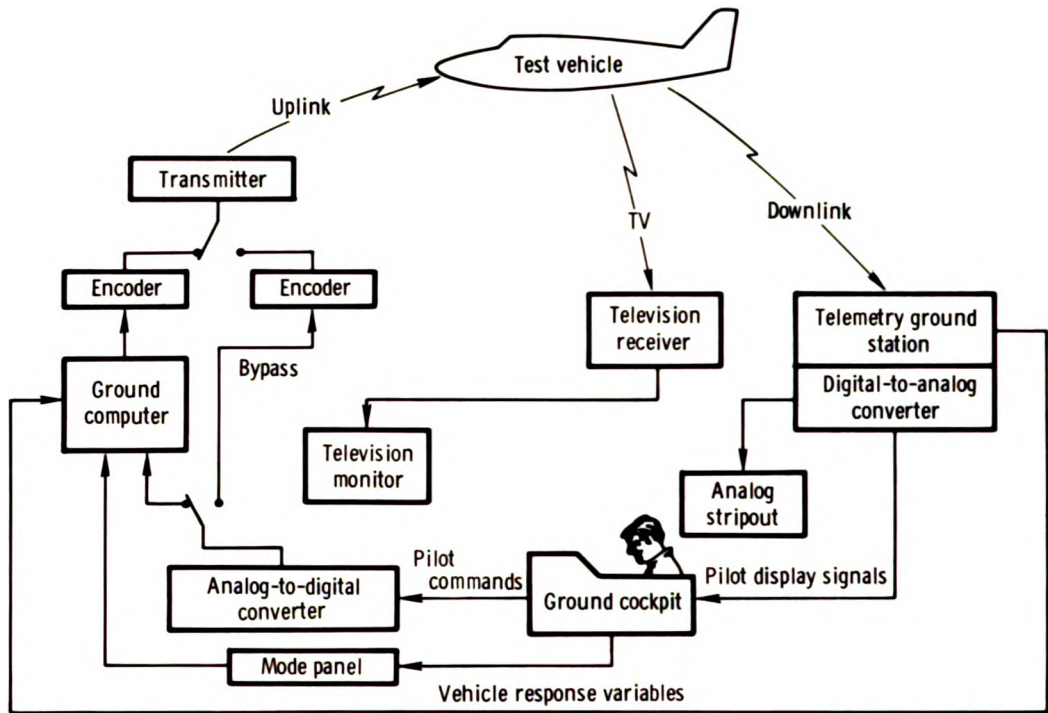 Test vehicle
Uplink
Transmitter
TV
Downlink
Encoder
Encoder
Television
receiver
Telemetry ground
station
Bypass
Ground
computer
Digital-to-analog
converter
Television
monitor
Analog
stripout
Pilot
commands
Pilot display signals
Analog-to-digital
converter
Ground cockpit
Mode panel
Vehicle response variables